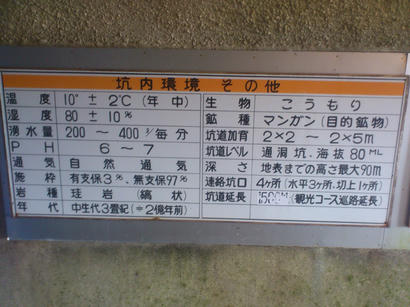 坑内環境 その他
温度 10° ± 2℃ (年中)
湿度 80 ± 10%
湧水量 200 ~ 400 ℓ/毎分
PH 6 ~ 7
通気 自然通気
施枠 有支保3%、無支保97%
岩種 珪岩 (縞状)
年代 中生代3畳紀 (≒2億年前)
生物 こうもり
鉱種 マンガン (目的鉱物)
坑道加背 2×2 ~ 2×5m
坑道レベル 通洞坑、海抜80ML
深さ 地表までの高さ最大90m
連絡坑口 4ヶ所 (水平3ヶ所、切上1ヶ所)
坑道延長 (観光コース巡路延長)